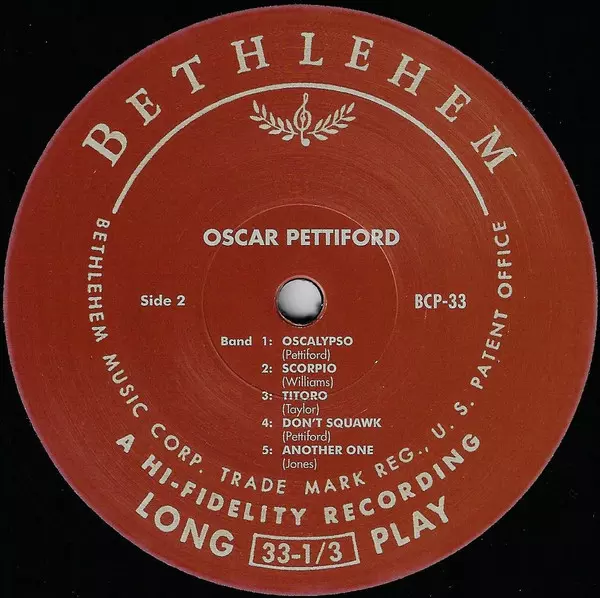 BETHLEHEM
OSCAR PETTIFORD
Side 2
BCP-33
Band 1: OSCALYPSO
(Pettiford)
2: SCORPIO
(Williams)
3: TITORO
(Taylor)
4: DON'T SQUAWK
(Pettiford)
5: ANOTHER ONE
(Jones)
BETHLEHEM MUSIC CORP. TRADE MARK REG., U. S. PATENT OFFICE
A HI-FIDELITY RECORDING
LONG 33-1/3 PLAY